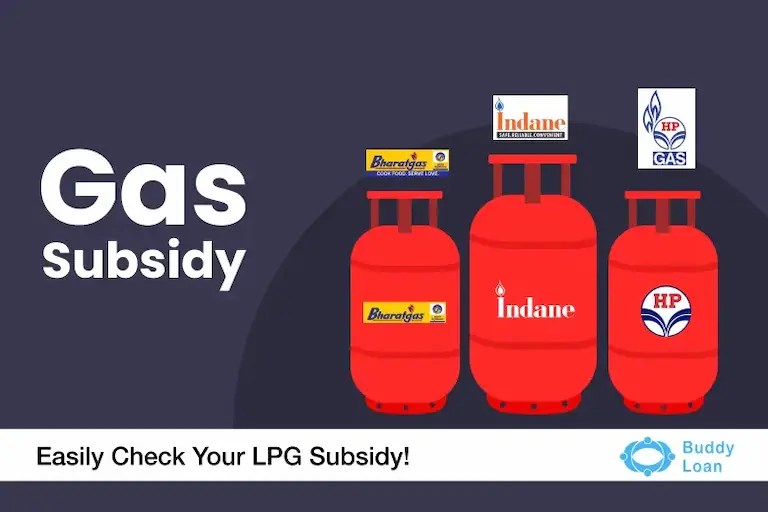 Gas
Subsidy
Bharatgas
COOK FOOD. SERVE LOVE.
Indane
SAFE.RELIABLE.CONVENIENT
HP
GAS
Bharatgas
Indane
HP
Easily Check Your LPG Subsidy!
Buddy
Loan